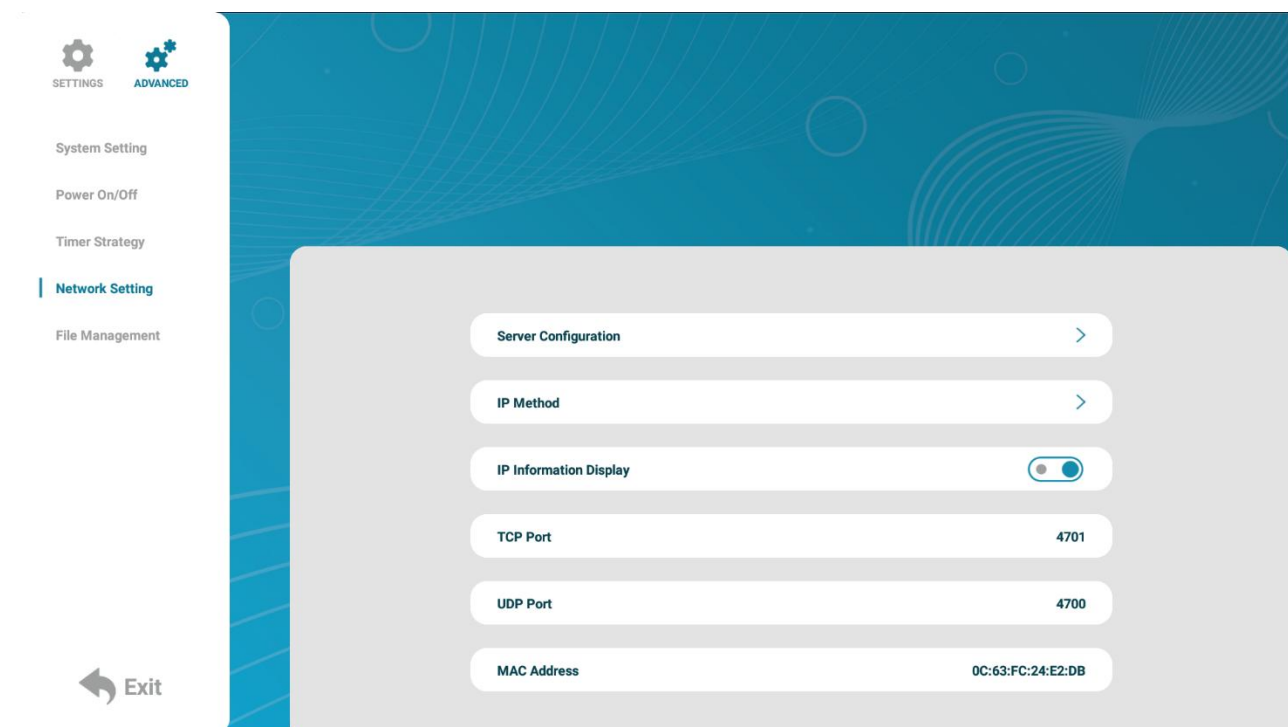 SETTINGS ADVANCED
System Setting
Power On/Off
Timer Strategy
Network Setting
File Management
Exit
Server Configuration
IP Method
IP Information Display
TCP Port 4701
UDP Port 4700
MAC Address 0C:63:FC:24:E2:DB